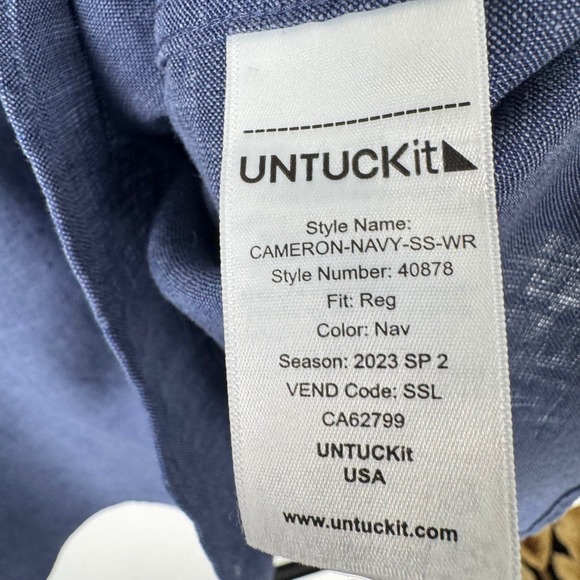 UNTUCKit
Style Name:
CAMERON-NAVY-SS-WR
Style Number: 40878
Fit: Reg
Color: Nav
Season: 2023 SP 2
VEND Code: SSL
CA62799
UNTUCKit
USA
www.untuckit.com